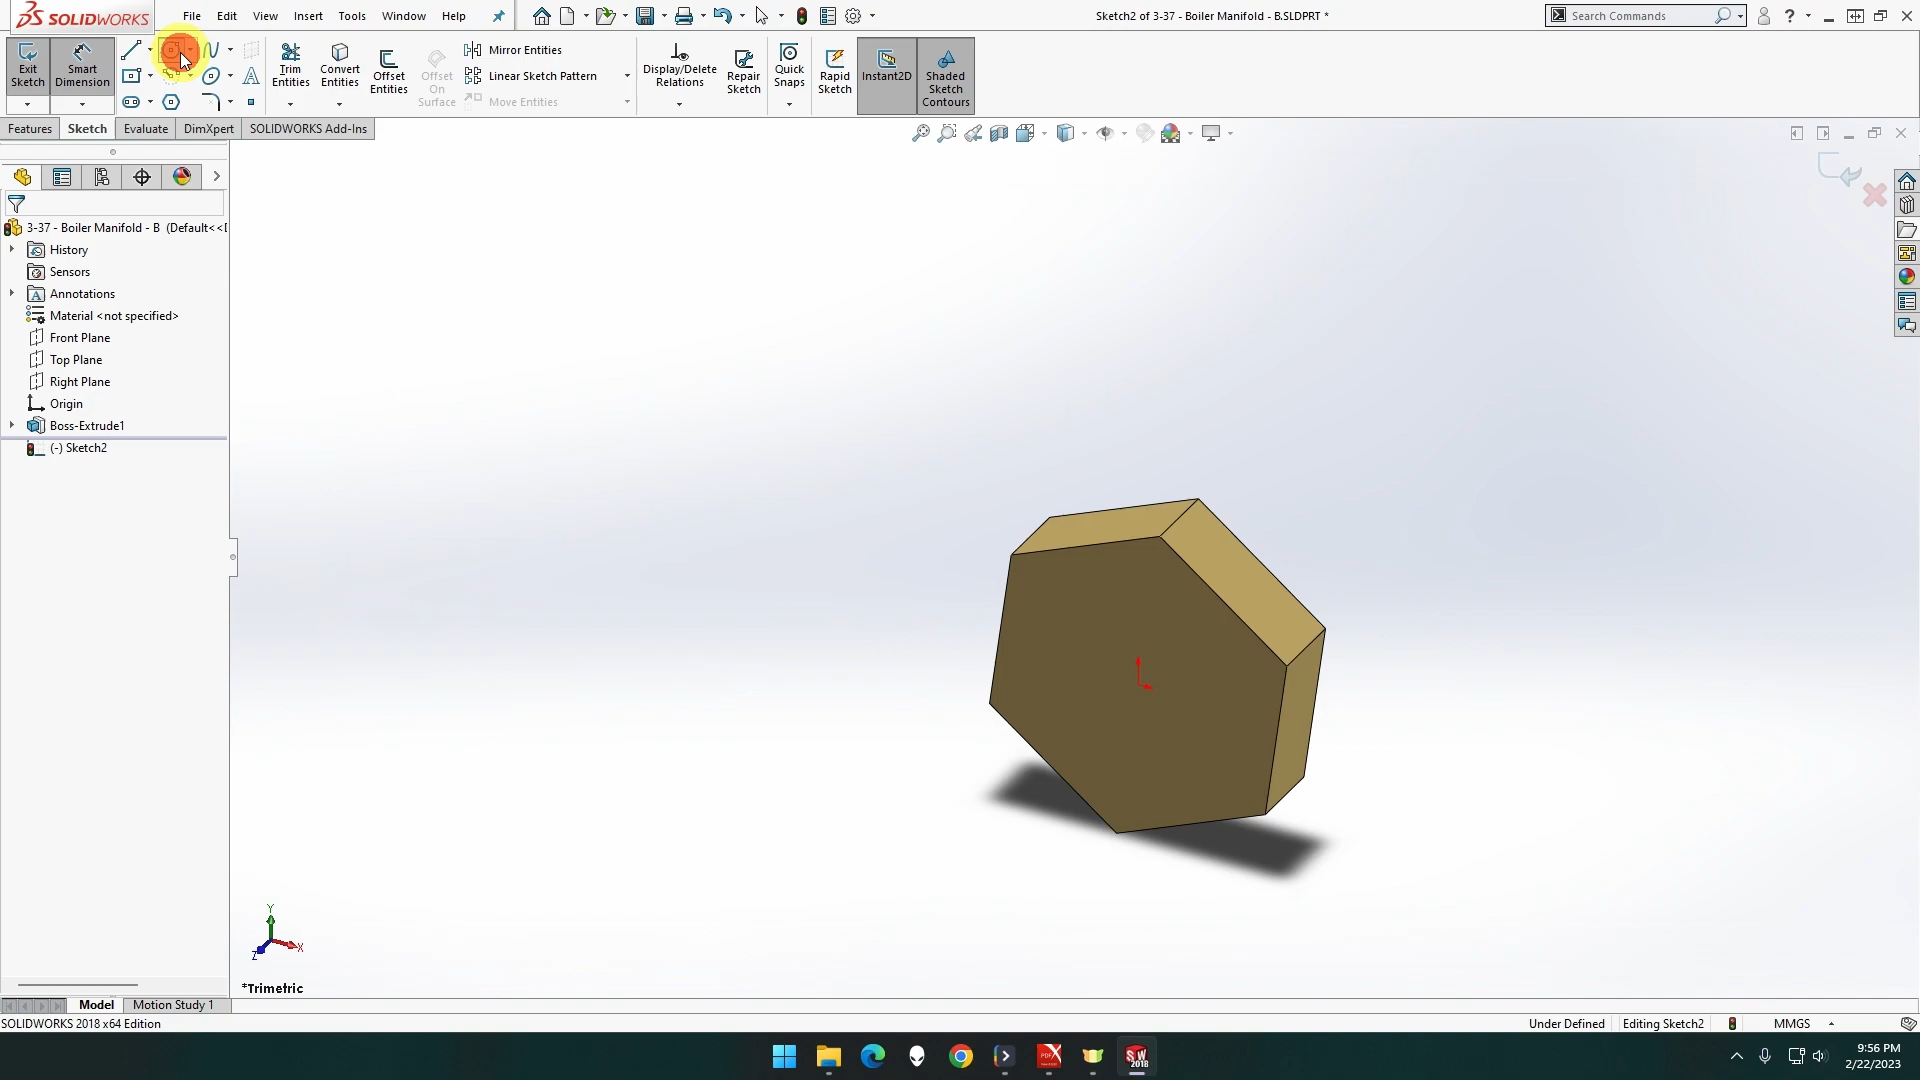 SOLIDWORKS
File Edit View Insert Tools Window Help
Sketch2 of 3-37 - Boiler Manifold - B.SLDPRT *
Search Commands
Exit Sketch
Smart Dimension
Trim Entities
Convert Entities
Offset Entities
Offset On Surface
Mirror Entities
Linear Sketch Pattern
Move Entities
Display/Delete Relations
Repair Sketch
Quick Snaps
Rapid Sketch
Instant2D
Shaded Sketch Contours
Features Sketch Evaluate DimXpert SOLIDWORKS Add-Ins
3-37 - Boiler Manifold - B (Default<<
History
Sensors
Annotations
Material <not specified>
Front Plane
Top Plane
Right Plane
Origin
Boss-Extrude1
(-) Sketch2
Y
X
Z
*Trimetric
Model Motion Study 1
SOLIDWORKS 2018 x64 Edition
Under Defined Editing Sketch2 MMGS
9:56 PM
2/22/2023